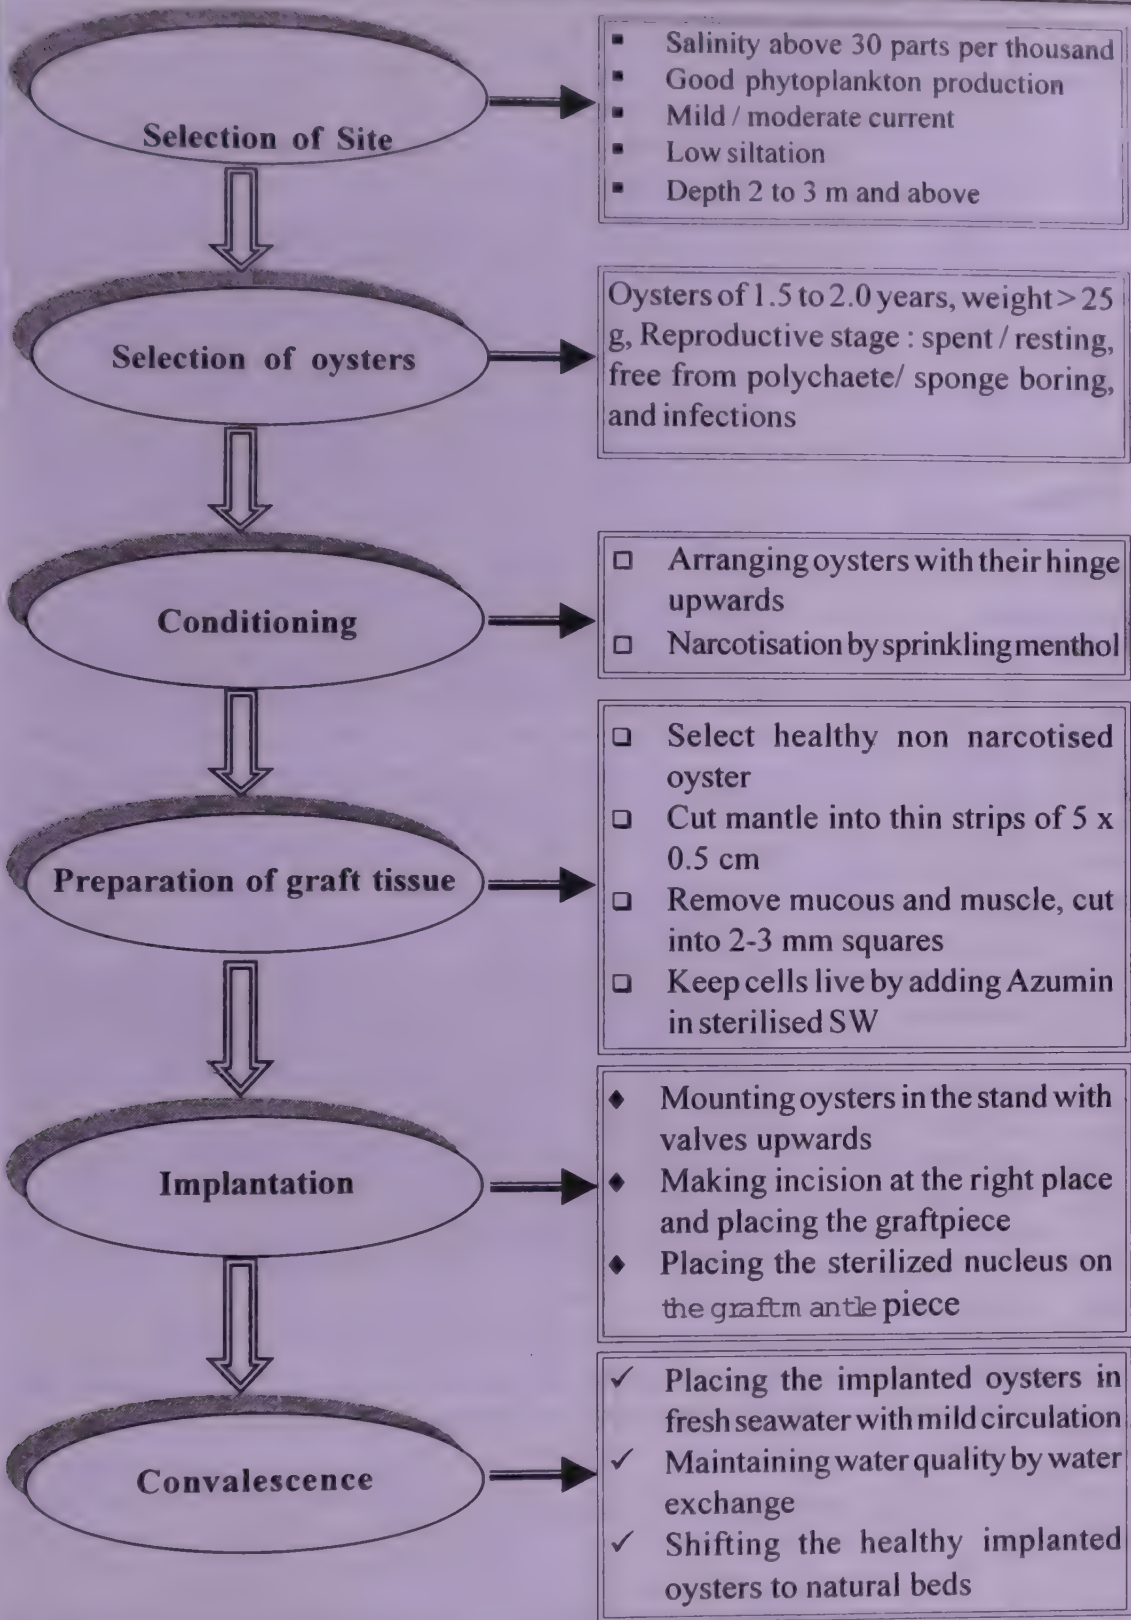 Selection of Site
▪ Salinity above 30 parts per thousand
▪ Good phytoplankton production
▪ Mild / moderate current
▪ Low siltation
▪ Depth 2 to 3 m and above
Selection of oysters
Oysters of 1.5 to 2.0 years, weight > 25
g, Reproductive stage : spent / resting,
free from polychaete/ sponge boring,
and infections
Conditioning
□ Arranging oysters with their hinge
upwards
□ Narcotisation by sprinkling menthol
Preparation of graft tissue
❑ Select healthy non narcotised
oyster
❑ Cut mantle into thin strips of 5 x
0.5 cm
❑ Remove mucous and muscle, cut
into 2-3 mm squares
❑ Keep cells live by adding Azumin
in sterilised SW
Implantation
♦ Mounting oysters in the stand with
valves upwards
♦ Making incision at the right place
and placing the graftpiece
♦ Placing the sterilized nucleus on
the graftm antle piece
Convalescence
✓ Placing the implanted oysters in
fresh seawater with mild circulation
✓ Maintaining water quality by water
exchange
✓ Shifting the healthy implanted
oysters to natural beds